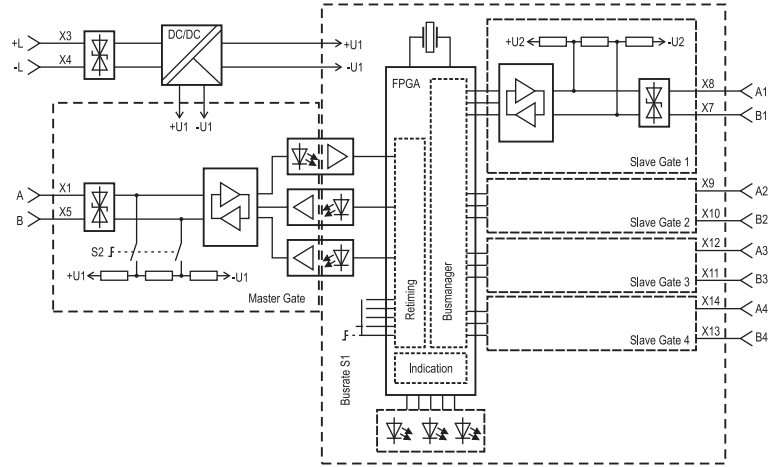 +L X3 DC/DC +U1
-L X4 -U1
+U1 -U1
A X1
B X5
S2
+U1 -U1
Master Gate
FPGA
Retiming
Busmanager
Indication
Busrate S1
+U2 -U2
X8 A1
X7 B1
Slave Gate 1
X9 A2
X10 B2
Slave Gate 2
X12 A3
X11 B3
Slave Gate 3
X14 A4
X13 B4
Slave Gate 4